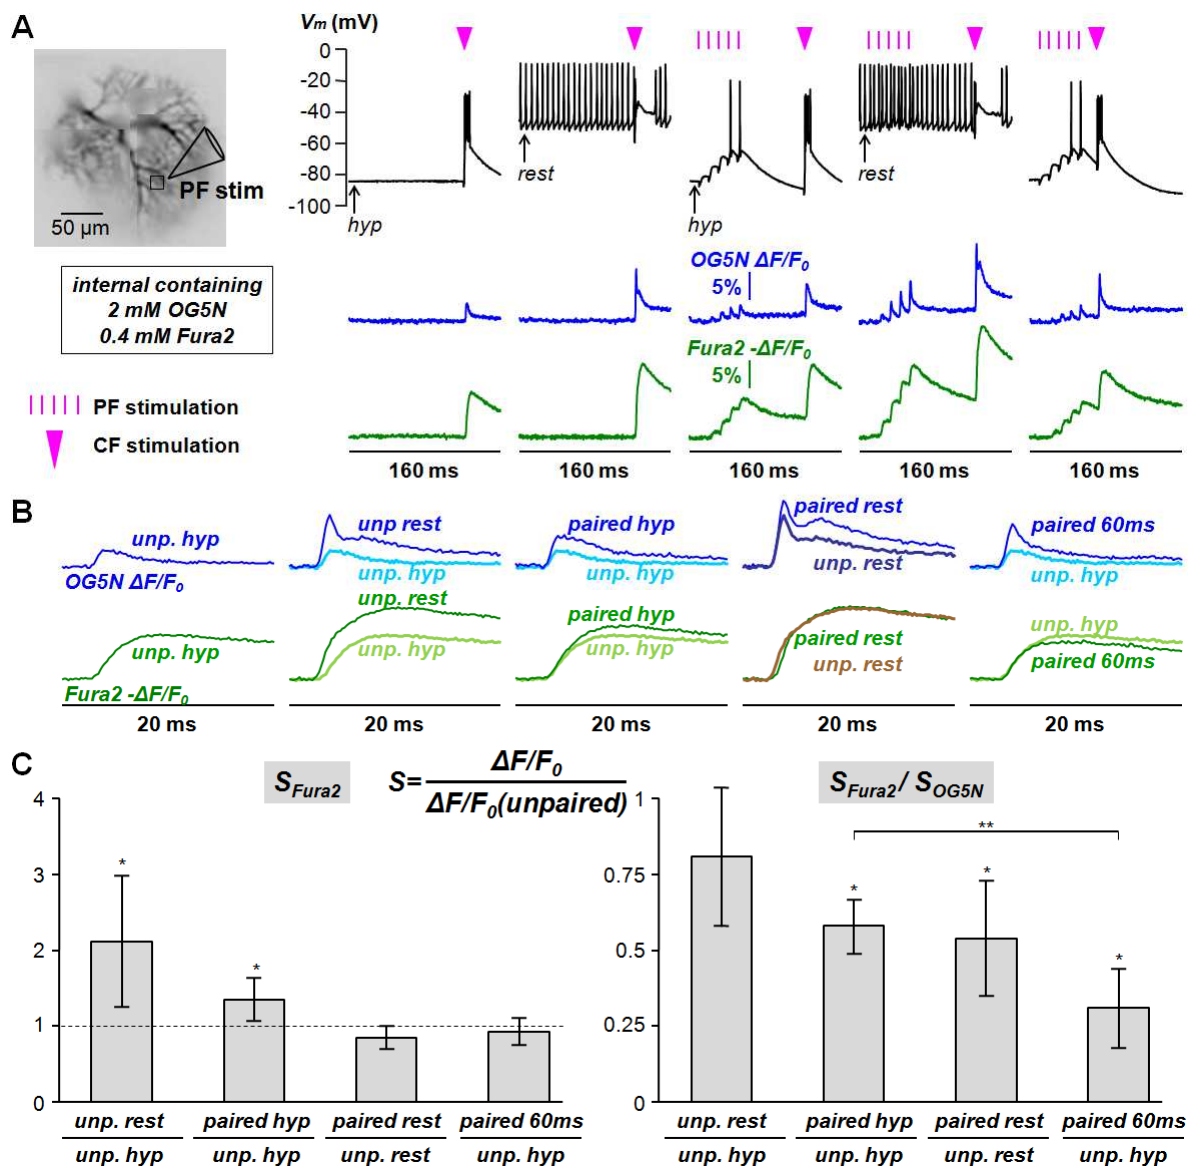 A
Vm (mV)
0
-20
-40
-60
-80
-100
hyp
rest
hyp
rest
PF stim
50 µm
internal containing
2 mM OG5N
0.4 mM Fura2
OG5N ΔF/F0
5%
Fura2 -ΔF/F0
5%
PF stimulation
CF stimulation
160 ms
160 ms
160 ms
160 ms
160 ms
B
unp. hyp
OG5N ΔF/F0
unp rest
unp. hyp
paired hyp
unp. hyp
paired rest
unp. rest
paired 60ms
unp. hyp
unp. hyp
Fura2 -ΔF/F0
unp. rest
unp. hyp
paired hyp
unp. hyp
paired rest
unp. rest
unp. hyp
paired 60ms
20 ms
20 ms
20 ms
20 ms
20 ms
C
SFura2
S= ΔF/F0
ΔF/F0(unpaired)
SFura2 / SOG5N
4
3
2
1
0
*
*
unp. rest
unp. hyp
paired hyp
unp. hyp
paired rest
unp. rest
paired 60ms
unp. hyp
1
0.75
0.5
0.25
0
**
*
*
*
unp. rest
unp. hyp
paired hyp
unp. hyp
paired rest
unp. rest
paired 60ms
unp. hyp